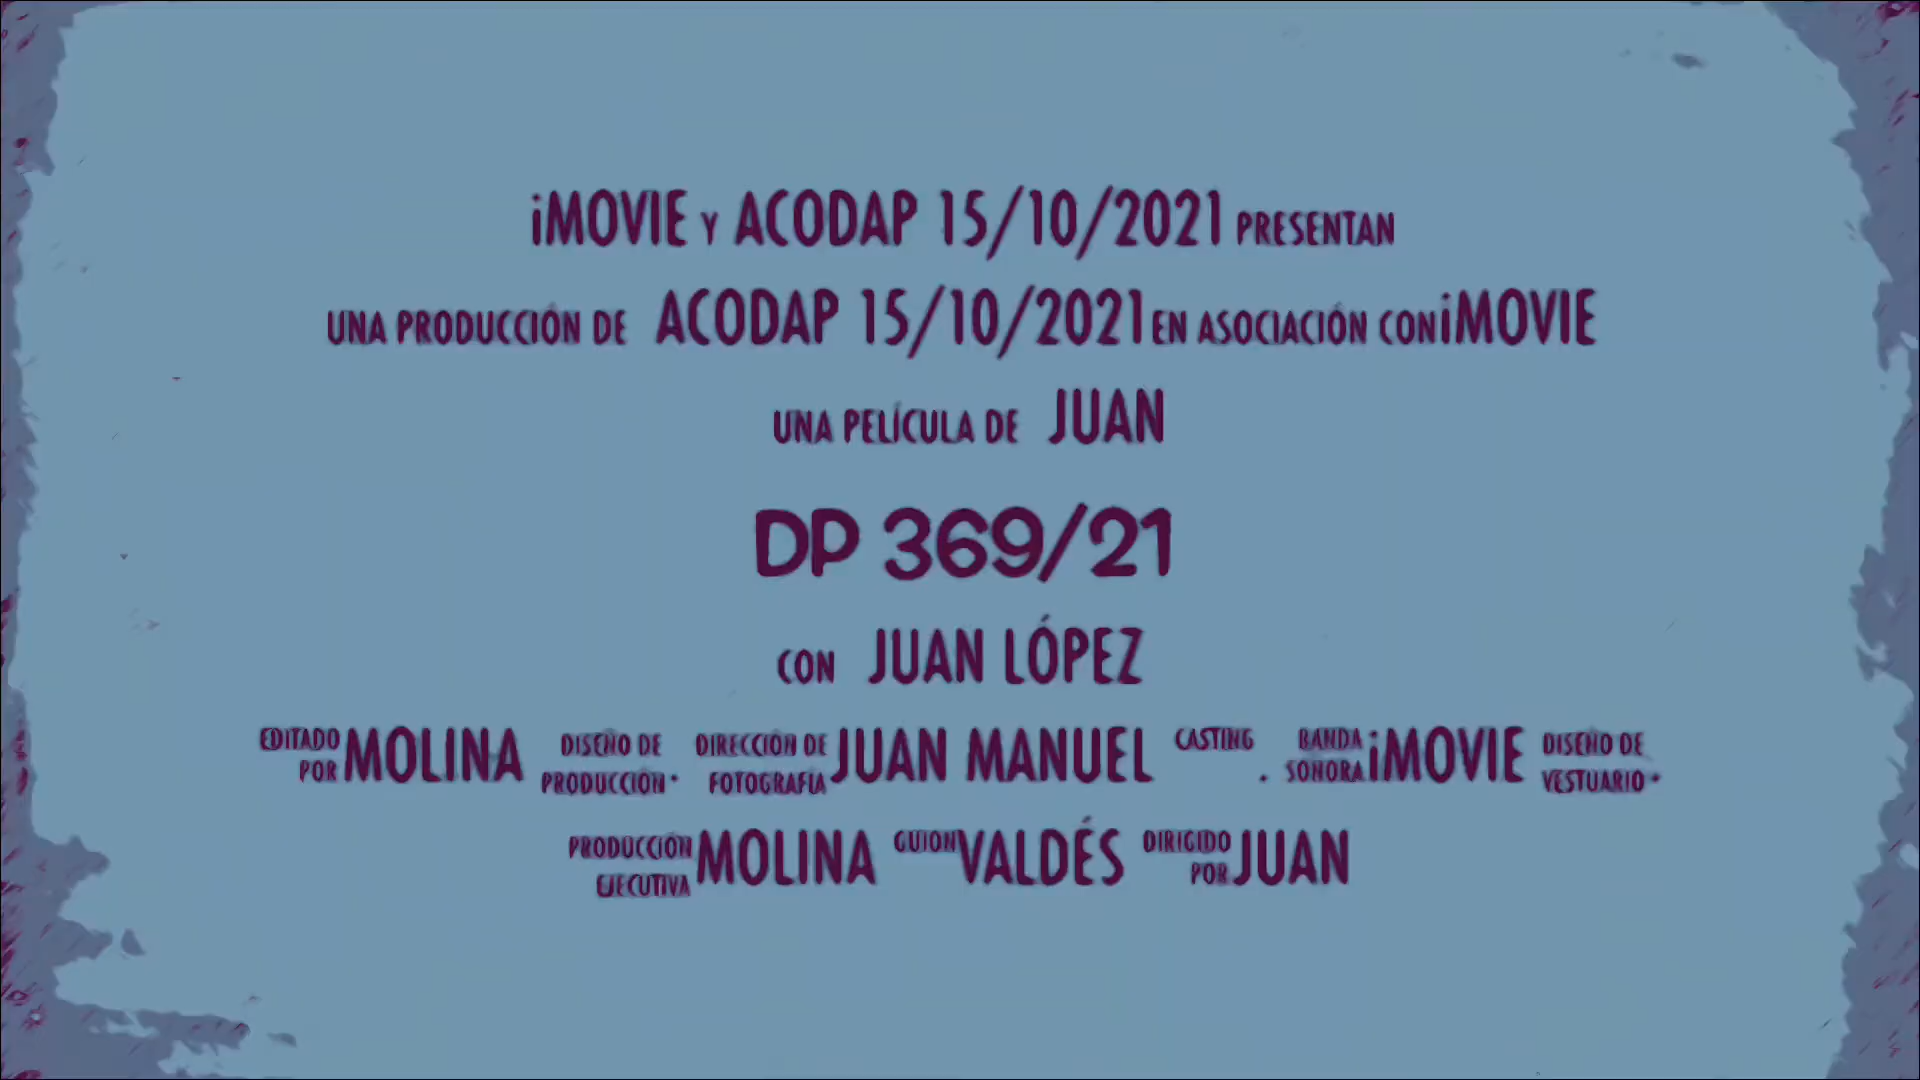 iMOVIE Y ACODAP 15/10/2021 PRESENTAN
UNA PRODUCCIÓN DE ACODAP 15/10/2021 EN ASOCIACIÓN CON iMOVIE
UNA PELÍCULA DE JUAN
DP 369/21
CON JUAN LÓPEZ
EDITADO POR MOLINA DISEÑO DE PRODUCCIÓN . DIRECCIÓN DE FOTOGRAFÍA JUAN MANUEL CASTING . BANDA SONORA iMOVIE DISEÑO DE VESTUARIO .
PRODUCCIÓN EJECUTIVA MOLINA GUION VALDÉS DIRIGIDO POR JUAN